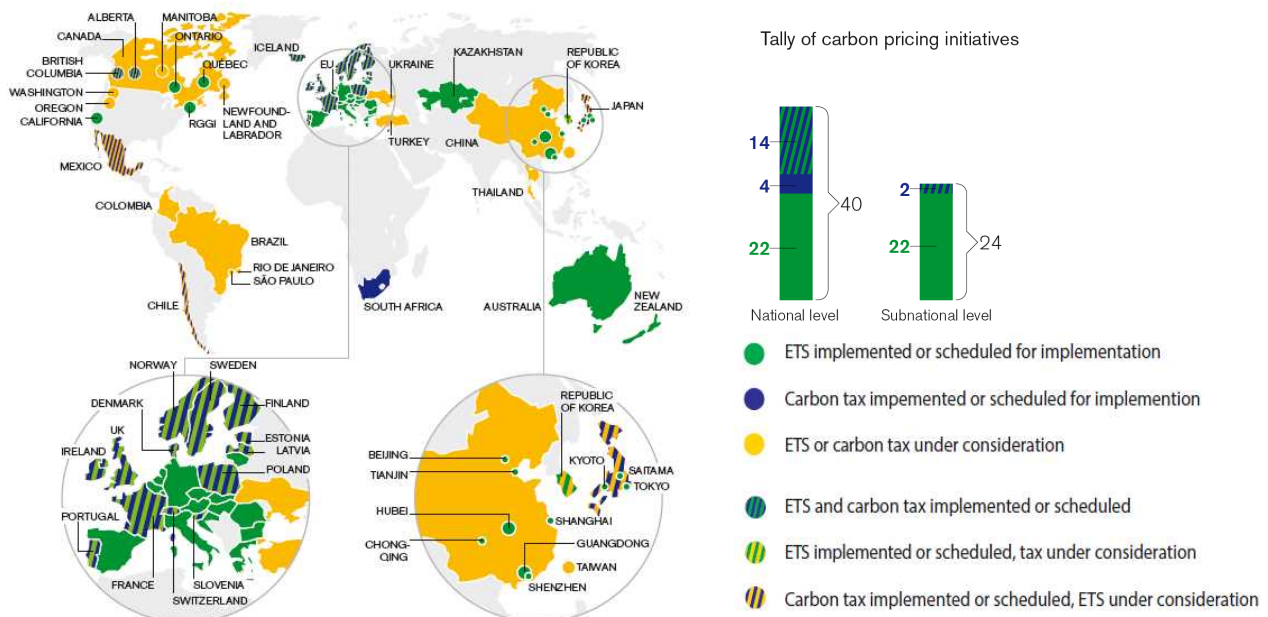 ALBERTA
MANITOBA
CANADA
ONTARIO
BRITISH
COLUMBIA
QUÉBEC
WASHINGTON
OREGON
CALIFORNIA
RGGI
NEWFOUND-
LAND AND
LABRADOR
MEXICO
ICELAND
EU
UKRAINE
TURKEY
KAZAKHSTAN
REPUBLIC
OF KOREA
JAPAN
CHINA
THAILAND
COLOMBIA
BRAZIL
RIO DE JANEIRO
SÃO PAULO
CHILE
SOUTH AFRICA
AUSTRALIA
NEW
ZEALAND
NORWAY
SWEDEN
DENMARK
FINLAND
UK
ESTONIA
IRELAND
LATVIA
POLAND
PORTUGAL
FRANCE
SLOVENIA
SWITZERLAND
REPUBLIC
OF KOREA
BEIJING
TIANJIN
KYOTO
SAITAMA
TOKYO
HUBEI
SHANGHAI
CHONG-
QING
GUANGDONG
TAIWAN
SHENZHEN
Tally of carbon pricing initiatives
14
4
40
22
2
24
22
National level
Subnational level
ETS implemented or scheduled for implementation
Carbon tax impemented or scheduled for implemention
ETS or carbon tax under consideration
ETS and carbon tax implemented or scheduled
ETS implemented or scheduled, tax under consideration
Carbon tax implemented or scheduled, ETS under consideration